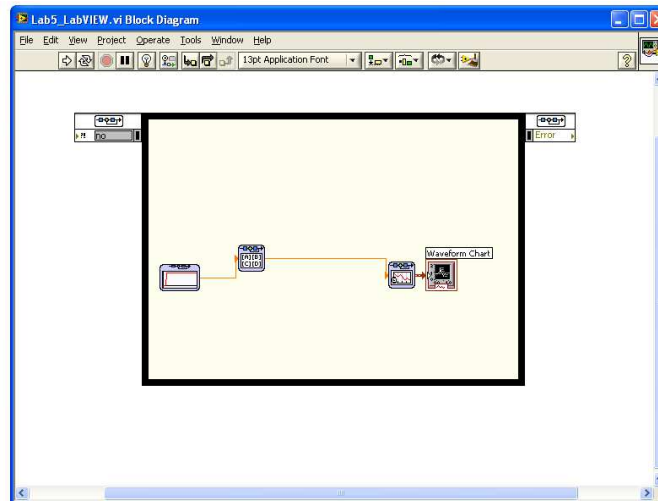 Lab5_LabVIEW.vi Block Diagram
File Edit View Project Operate Tools Window Help
13pt Application Font
?
?! no
Error
Waveform Chart
[A][B]
[C][D]